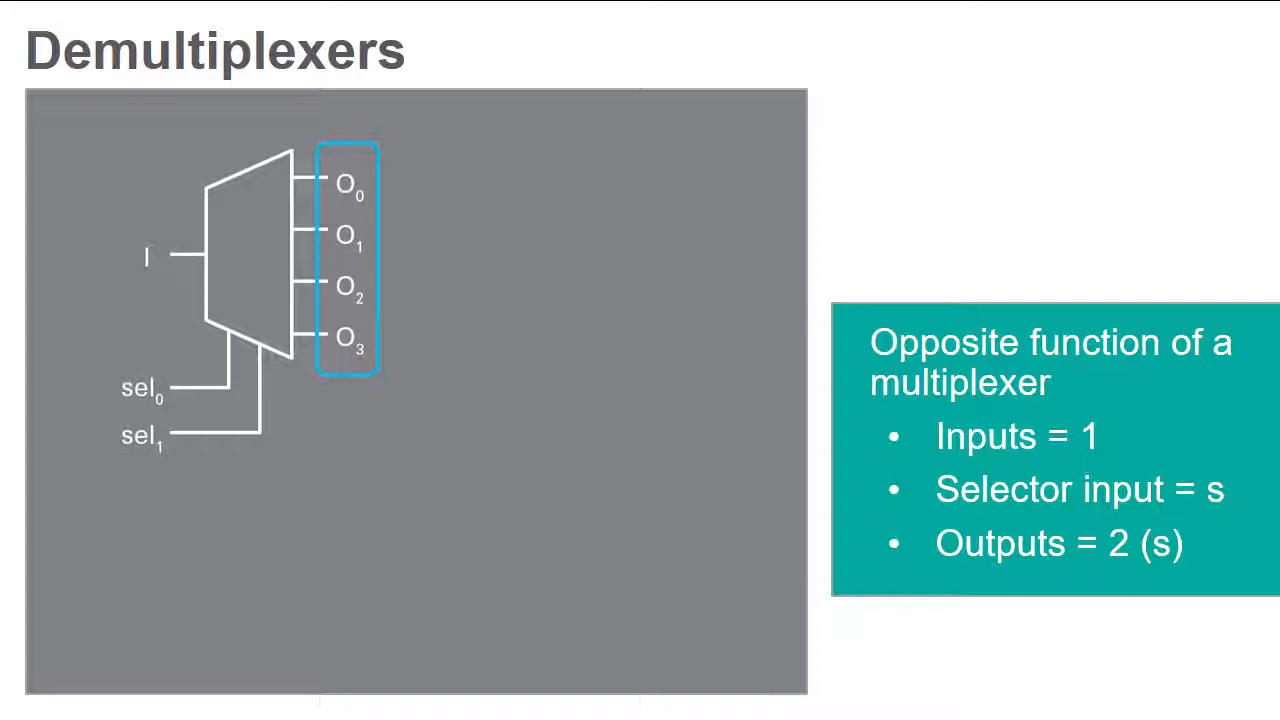 Demultiplexers
O0
O1
I
O2
O3
sel0
sel1
Opposite function of a
multiplexer
• Inputs = 1
• Selector input = s
• Outputs = 2 (s)